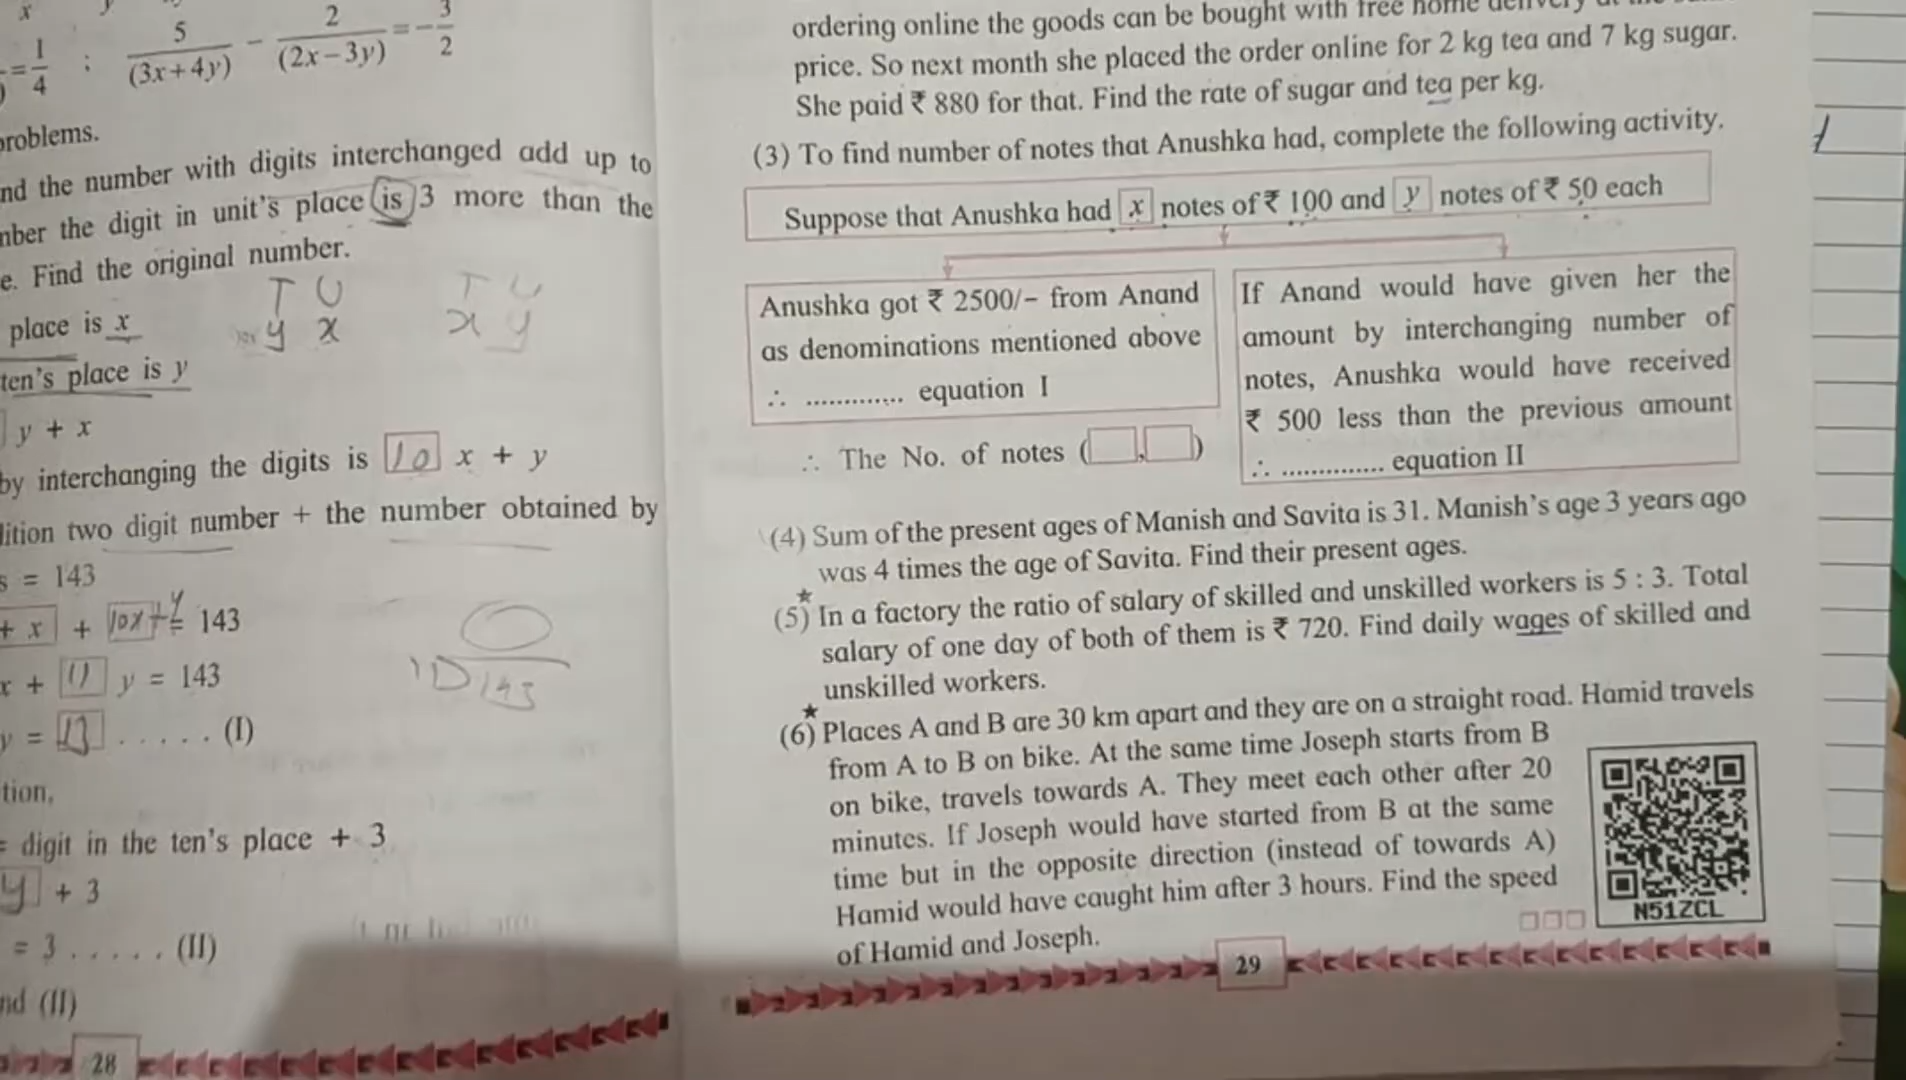 x y
= 1/4 ; 5/(3x+4y) − 2/(2x−3y) = −3/2
problems.
nd the number with digits interchanged add up to
mber the digit in unit's place is 3 more than the
e. Find the original number.
T U T U
place is x y x x y
ten's place is y
y + x
by interchanging the digits is 10 x + y
dition two digit number + the number obtained by
s = 143
+ x + 10x+y = 143
x + 11 y = 143
y = 13 . . . . . (I)
11)143
tion,
= digit in the ten's place + 3
y + 3
= 3 . . . . . (II)
nd (II)
28
ordering online the goods can be bought with free home delivery at the
price. So next month she placed the order online for 2 kg tea and 7 kg sugar.
She paid ₹ 880 for that. Find the rate of sugar and tea per kg.
(3) To find number of notes that Anushka had, complete the following activity.
Suppose that Anushka had x notes of ₹ 100 and y notes of ₹ 50 each
Anushka got ₹ 2500/- from Anand
as denominations mentioned above
∴ ............. equation I
If Anand would have given her the
amount by interchanging number of
notes, Anushka would have received
₹ 500 less than the previous amount
∴ .............. equation II
∴ The No. of notes ( , )
(4) Sum of the present ages of Manish and Savita is 31. Manish's age 3 years ago
was 4 times the age of Savita. Find their present ages.
★
(5) In a factory the ratio of salary of skilled and unskilled workers is 5 : 3. Total
salary of one day of both of them is ₹ 720. Find daily wages of skilled and
unskilled workers.
★
(6) Places A and B are 30 km apart and they are on a straight road. Hamid travels
from A to B on bike. At the same time Joseph starts from B
on bike, travels towards A. They meet each other after 20
minutes. If Joseph would have started from B at the same
time but in the opposite direction (instead of towards A)
Hamid would have caught him after 3 hours. Find the speed
of Hamid and Joseph.
N51ZCL
29